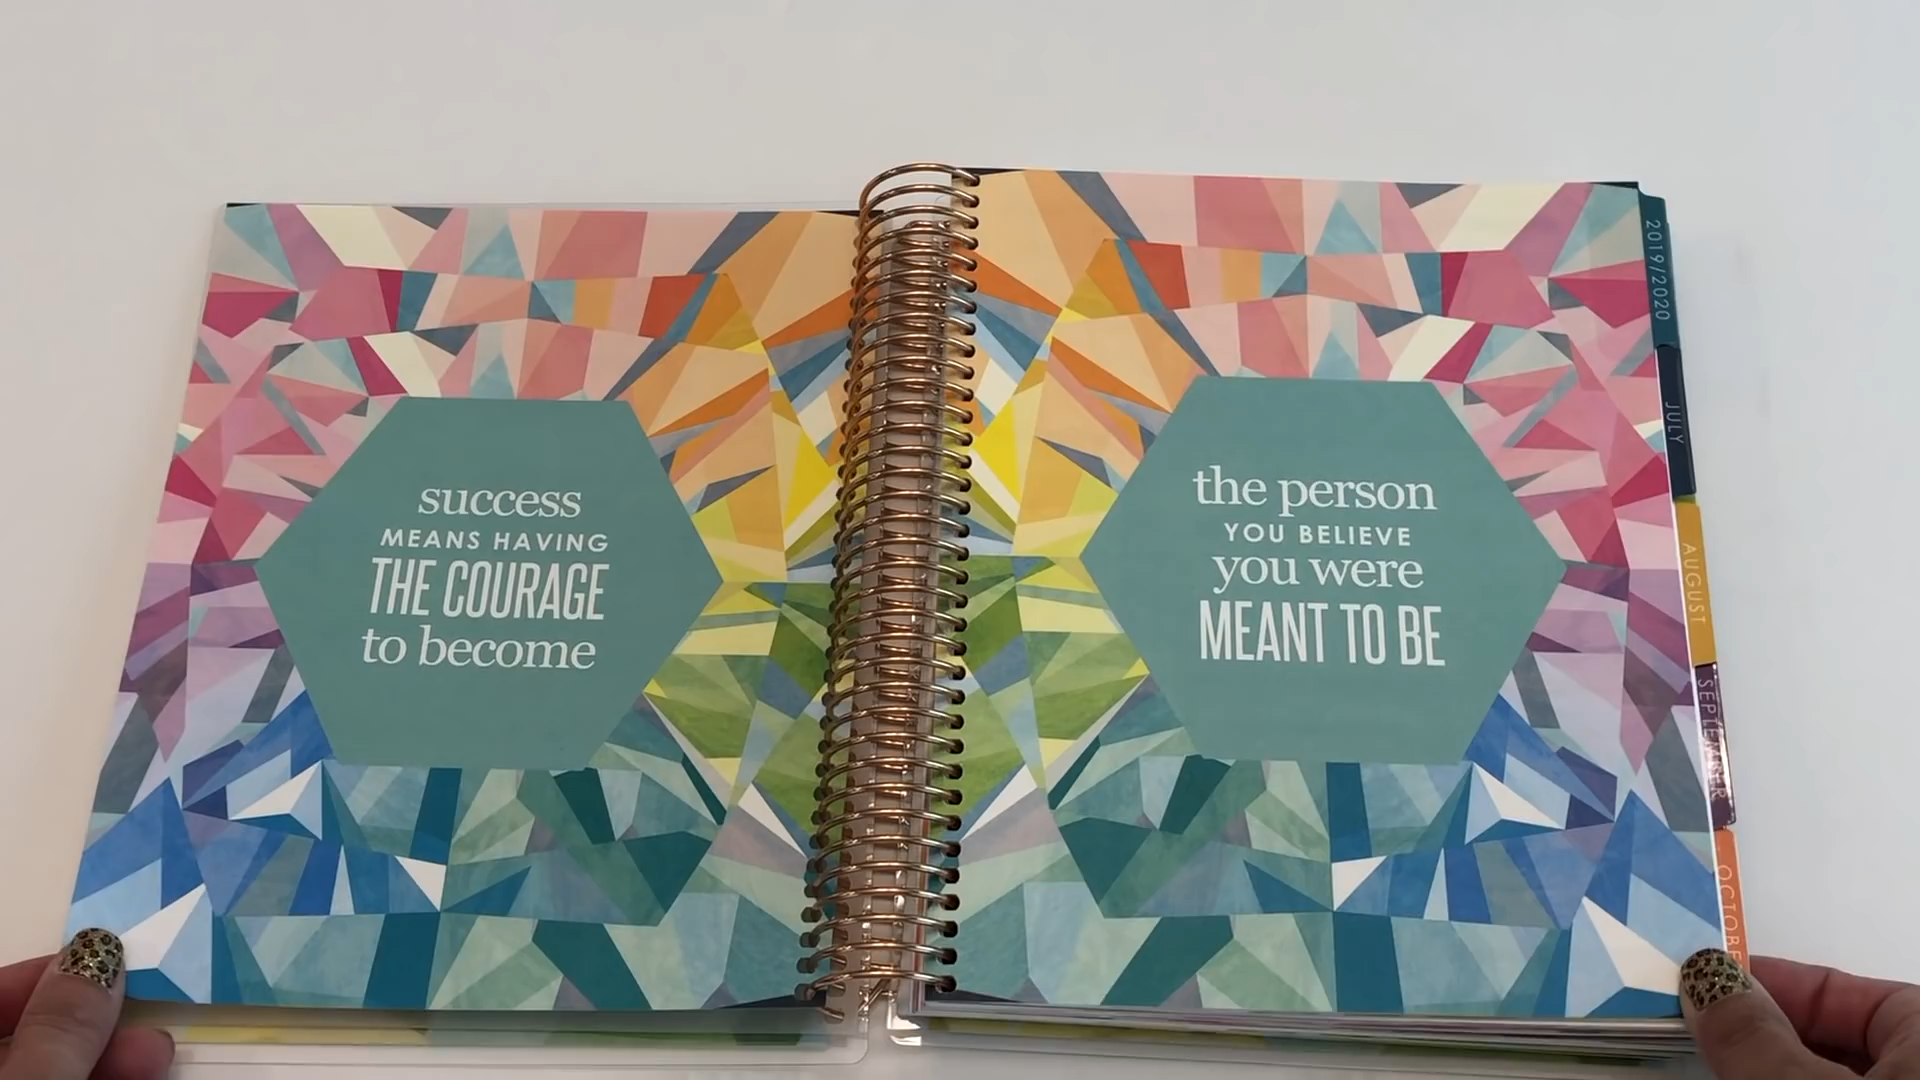 success
MEANS HAVING
THE COURAGE
to become
the person
YOU BELIEVE
you were
MEANT TO BE
2019/2020
JULY
AUGUST
SEPTEMBER
OCTOBE